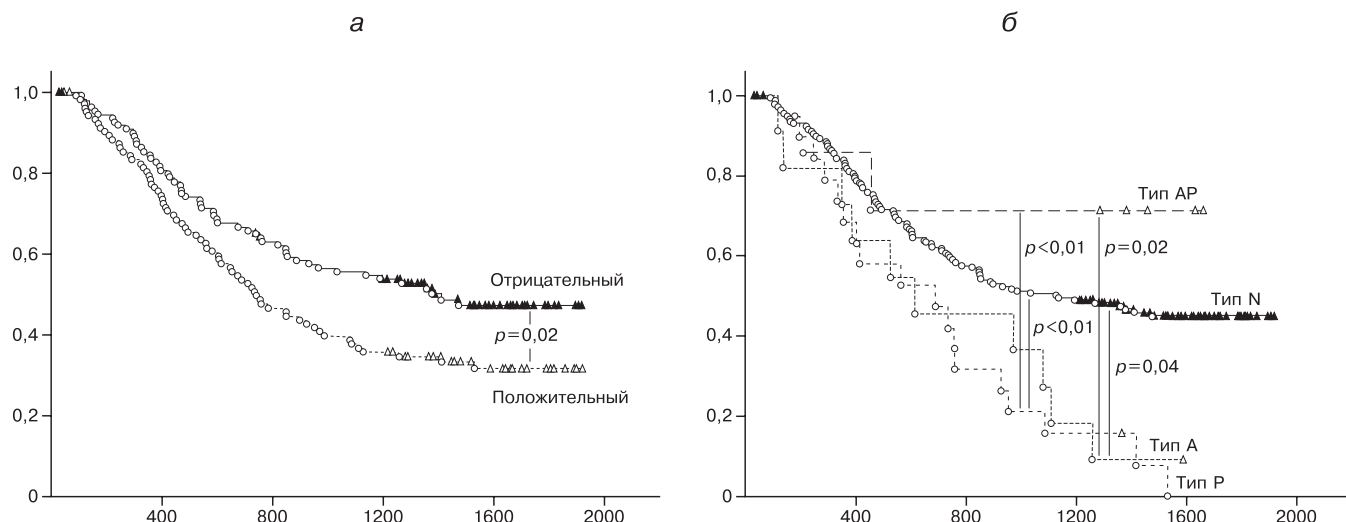 а
1,0
0,8
0,6
0,4
0,2
0
400
800
1200
1600
2000
Отрицательный
p=0,02
Положительный
б
1,0
0,8
0,6
0,4
0,2
0
400
800
1200
1600
2000
Тип AP
p<0,01
p=0,02
Тип N
p<0,01
p=0,04
Тип A
Тип P